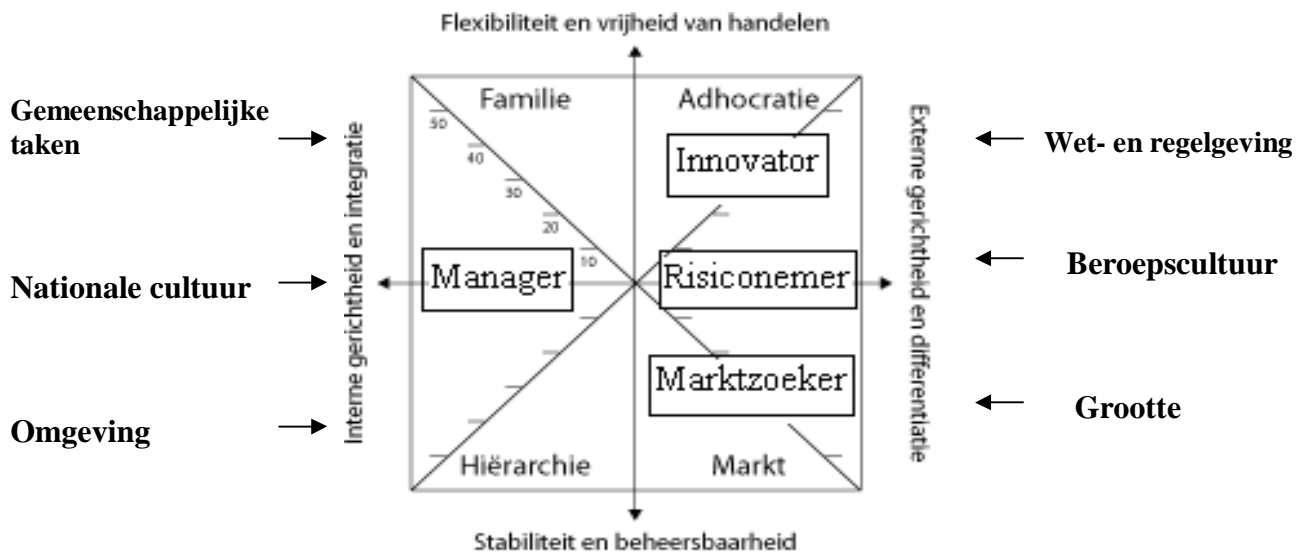 Flexibiliteit en vrijheid van handelen
Gemeenschappelijke
taken
Nationale cultuur
Omgeving
Interne gerichtheid en integratie
Familie
Adhocratie
50
40
30
20
10
Innovator
Manager
Risiconemer
Marktzoeker
Hiërarchie
Markt
Externe gerichtheid en differentiatie
Wet- en regelgeving
Beroepscultuur
Grootte
Stabiliteit en beheersbaarheid